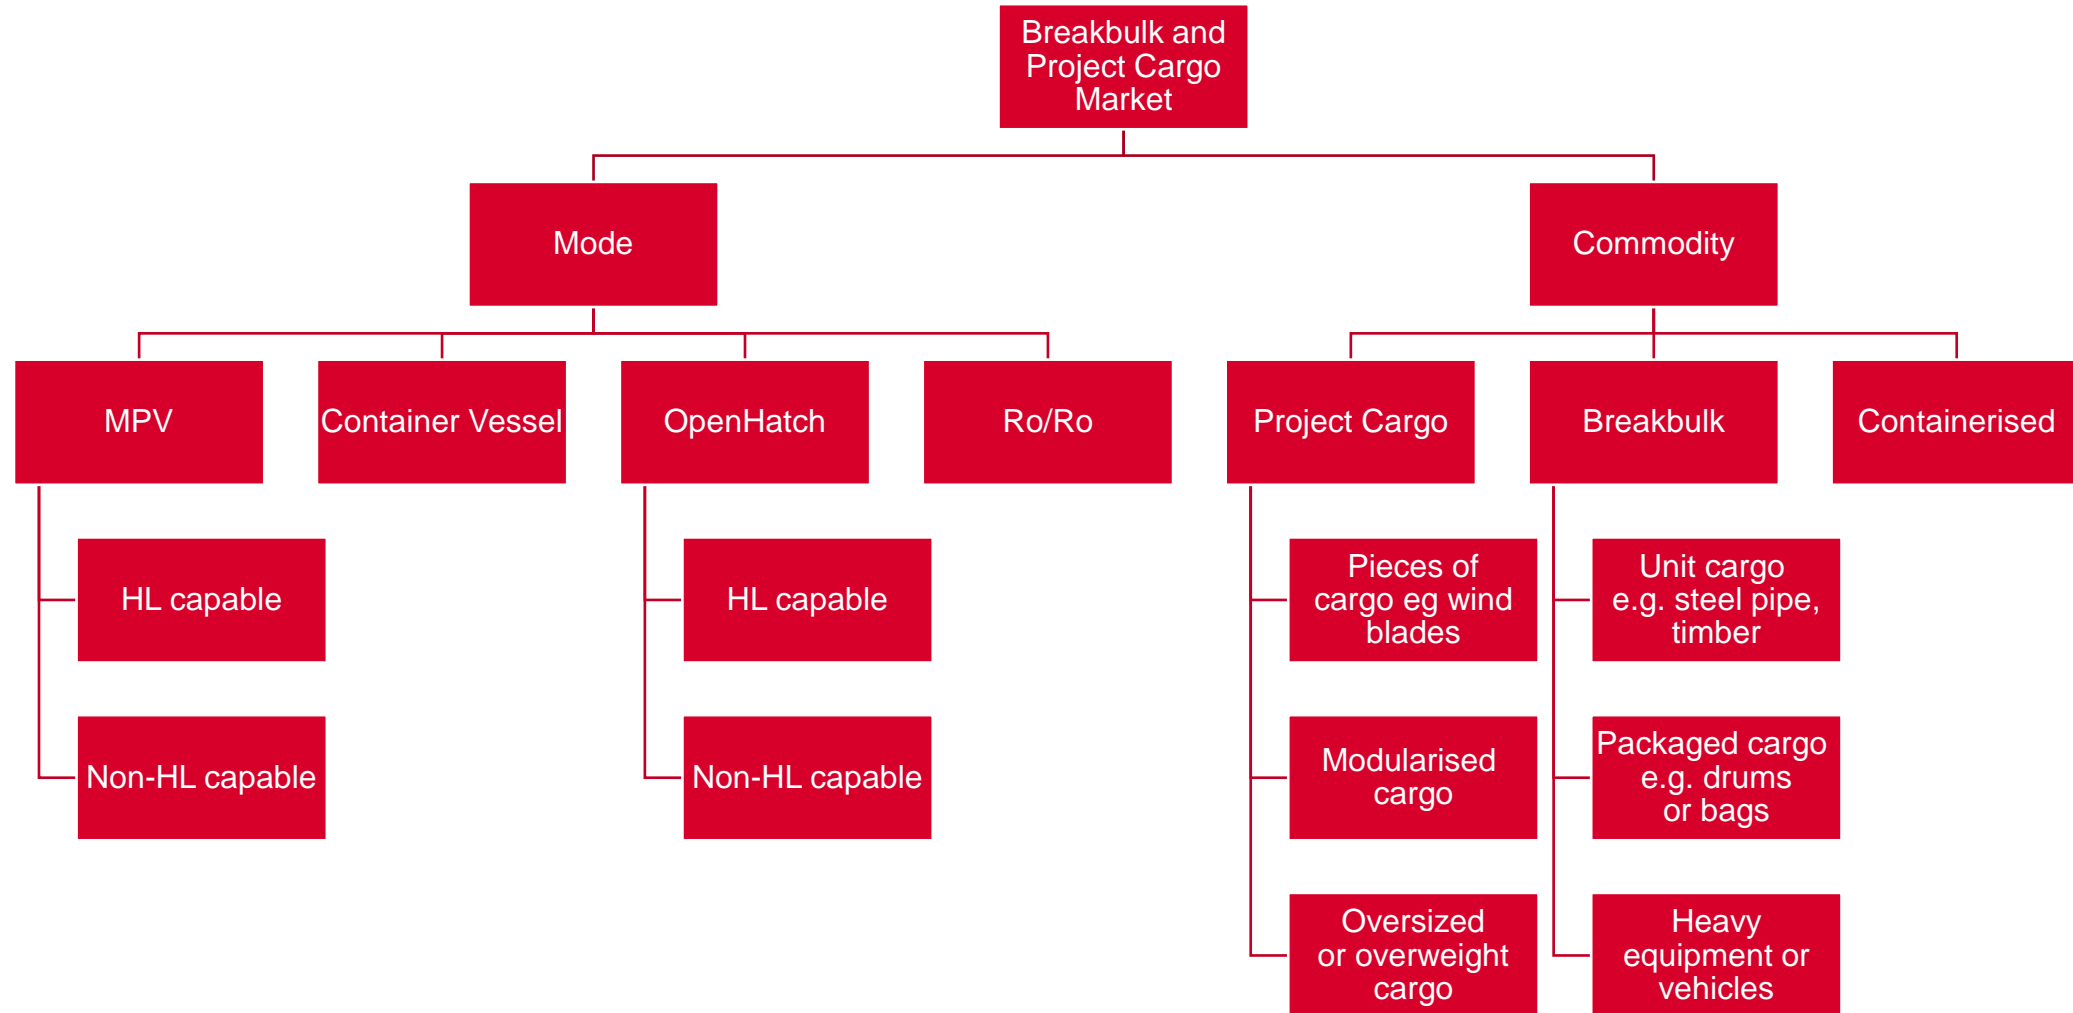 Breakbulk and
Project Cargo
Market
Mode
Commodity
MPV
Container Vessel
OpenHatch
Ro/Ro
Project Cargo
Breakbulk
Containerised
HL capable
Non-HL capable
HL capable
Non-HL capable
Pieces of
cargo eg wind
blades
Modularised
cargo
Oversized
or overweight
cargo
Unit cargo
e.g. steel pipe,
timber
Packaged cargo
e.g. drums
or bags
Heavy
equipment or
vehicles